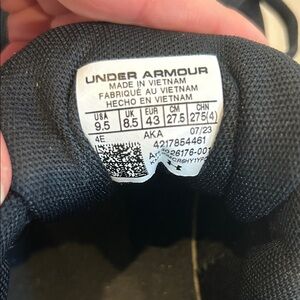 UNDER ARMOUR
MADE IN VIETNAM
FABRIQUÉ AU VIETNAM
HECHO EN VIETNAM
USA UK EUR CM CHN
9.5 8.5 43 27.5 275(4)
4E AKA 07/23
4217854461